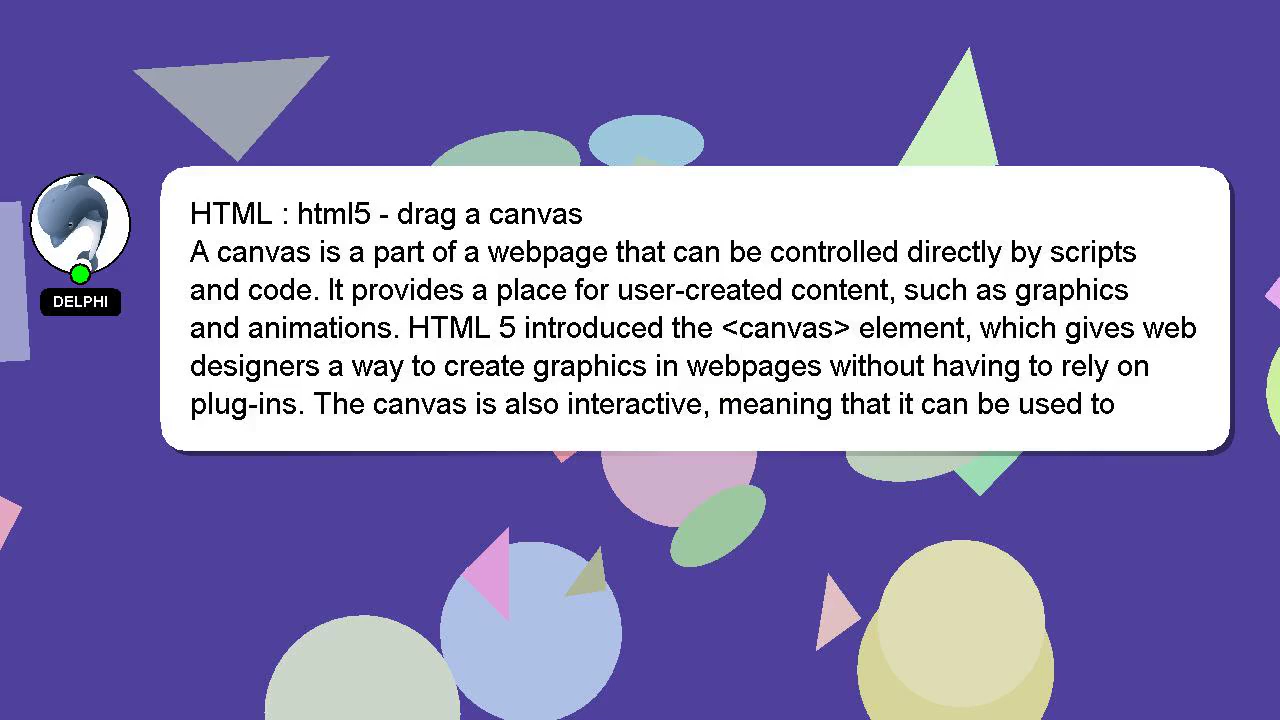 HTML : html5 - drag a canvas
A canvas is a part of a webpage that can be controlled directly by scripts
and code. It provides a place for user-created content, such as graphics
and animations. HTML 5 introduced the <canvas> element, which gives web
designers a way to create graphics in webpages without having to rely on
plug-ins. The canvas is also interactive, meaning that it can be used to
DELPHI